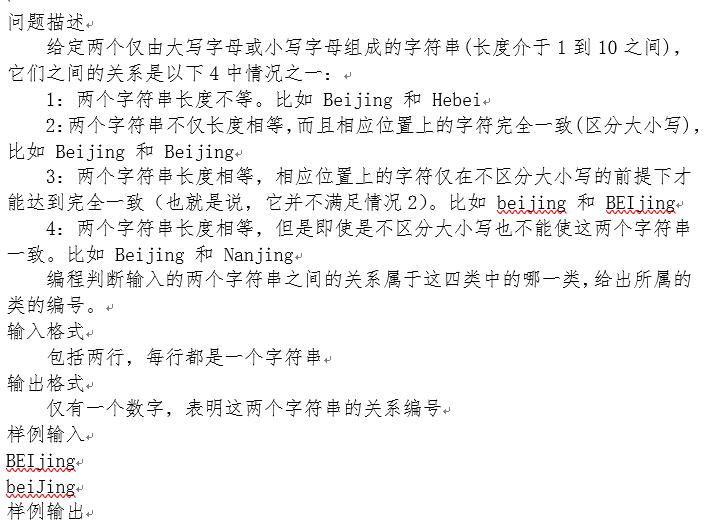 问题描述
给定两个仅由大写字母或小写字母组成的字符串(长度介于1到10之间),
它们之间的关系是以下4中情况之一:
1: 两个字符串长度不等。比如 Beijing 和 Hebei
2:两个字符串不仅长度相等,而且相应位置上的字符完全一致(区分大小写),
比如 Beijing 和 Beijing
3: 两个字符串长度相等, 相应位置上的字符仅在不区分大小写的前提下才
能达到完全一致 (也就是说, 它并不满足情况2)。比如 beijing 和 BEIjing
4: 两个字符串长度相等, 但是即使是不区分大小写也不能使这两个字符串
一致。比如 Beijing 和 Nanjing
编程判断输入的两个字符串之间的关系属于这四类中的哪一类,给出所属的
类的编号。
输入格式
包括两行, 每行都是一个字符串
输出格式
仅有一个数字, 表明这两个字符串的关系编号
样例输入
BEIjing
beiJing
样例输出